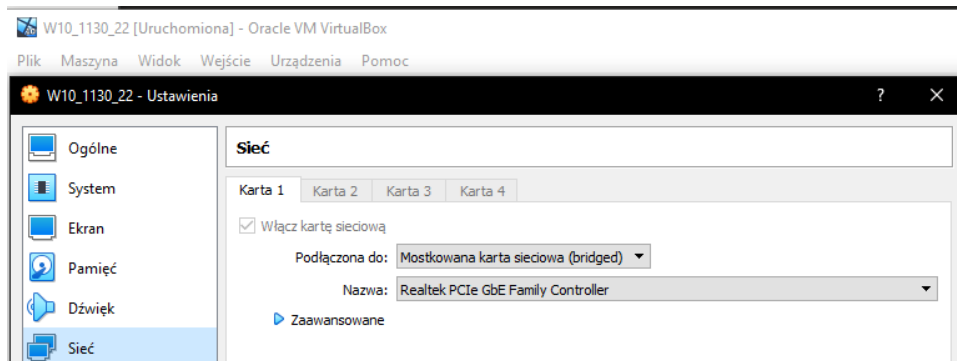 W10_1130_22 [Uruchomiona] - Oracle VM VirtualBox
Plik Maszyna Widok Wejście Urządzenia Pomoc
W10_1130_22 - Ustawienia ? ×
Ogólne
System
Ekran
Pamięć
Dźwięk
Sieć
Sieć
Karta 1 Karta 2 Karta 3 Karta 4
Włącz kartę sieciową
Podłączona do: Mostkowana karta sieciowa (bridged)
Nazwa: Realtek PCIe GbE Family Controller
Zaawansowane